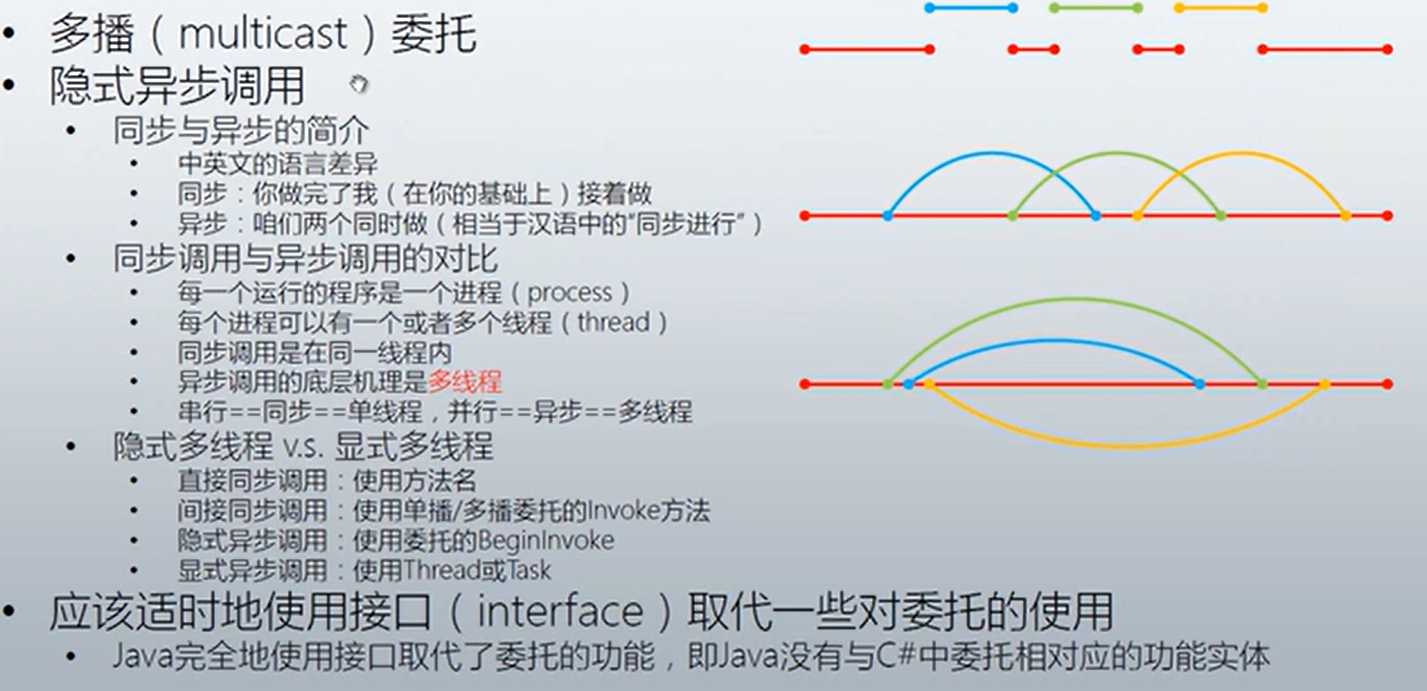 多播（multicast）委托
隐式异步调用
同步与异步的简介
中英文的语言差异
同步：你做完了我（在你的基础上）接着做
异步：咱们两个同时做（相当于汉语中的“同步进行”）
同步调用与异步调用的对比
每一个运行的程序是一个进程（process）
每个进程可以有一个或者多个线程（thread）
同步调用是在同一线程内
异步调用的底层机理是多线程
串行==同步==单线程，并行==异步==多线程
隐式多线程 v.s. 显式多线程
直接同步调用：使用方法名
间接同步调用：使用单播/多播委托的Invoke方法
隐式异步调用：使用委托的BeginInvoke
显式异步调用：使用Thread或Task
应该适时地使用接口（interface）取代一些对委托的使用
Java完全地使用接口取代了委托的功能，即Java没有与C#中委托相对应的功能实体